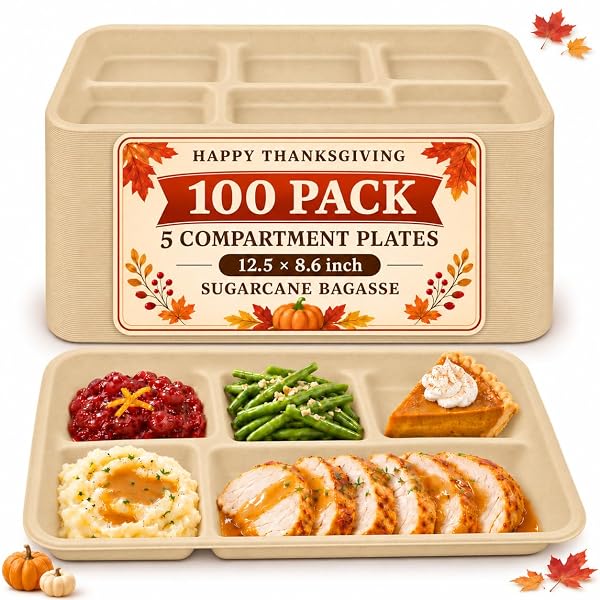 HAPPY THANKSGIVING
100 PACK
5 COMPARTMENT PLATES
12.5 × 8.6 inch
SUGARCANE BAGASSE